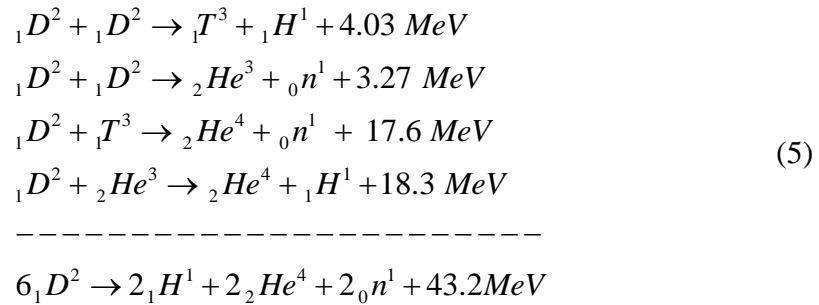 ₁D² + ₁D² → ₁T³ + ₁H¹ + 4.03 MeV
₁D² + ₁D² → ₂He³ + ₀n¹ + 3.27 MeV
₁D² + ₁T³ → ₂He⁴ + ₀n¹ + 17.6 MeV
(5)
₁D² + ₂He³ → ₂He⁴ + ₁H¹ + 18.3 MeV
– – – – – – – – – – – – – – – – – – – – – – – –
6₁D² → 2₁H¹ + 2₂He⁴ + 2₀n¹ + 43.2MeV